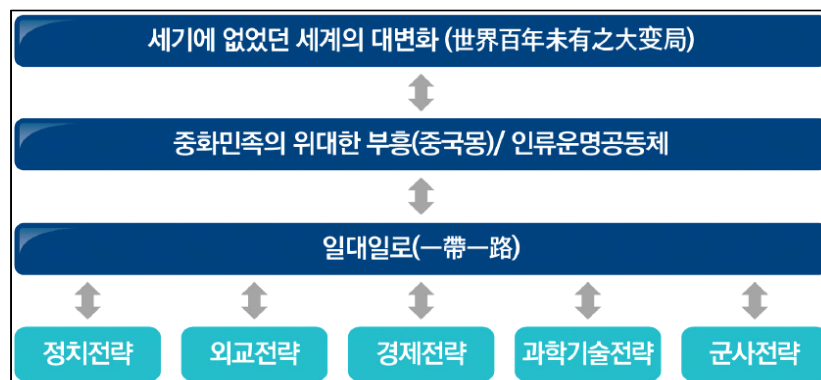 세기에 없었던 세계의 대변화 (世界百年未有之大变局)
중화민족의 위대한 부흥(중국몽)/ 인류운명공동체
일대일로(一帶一路)
정치전략
외교전략
경제전략
과학기술전략
군사전략